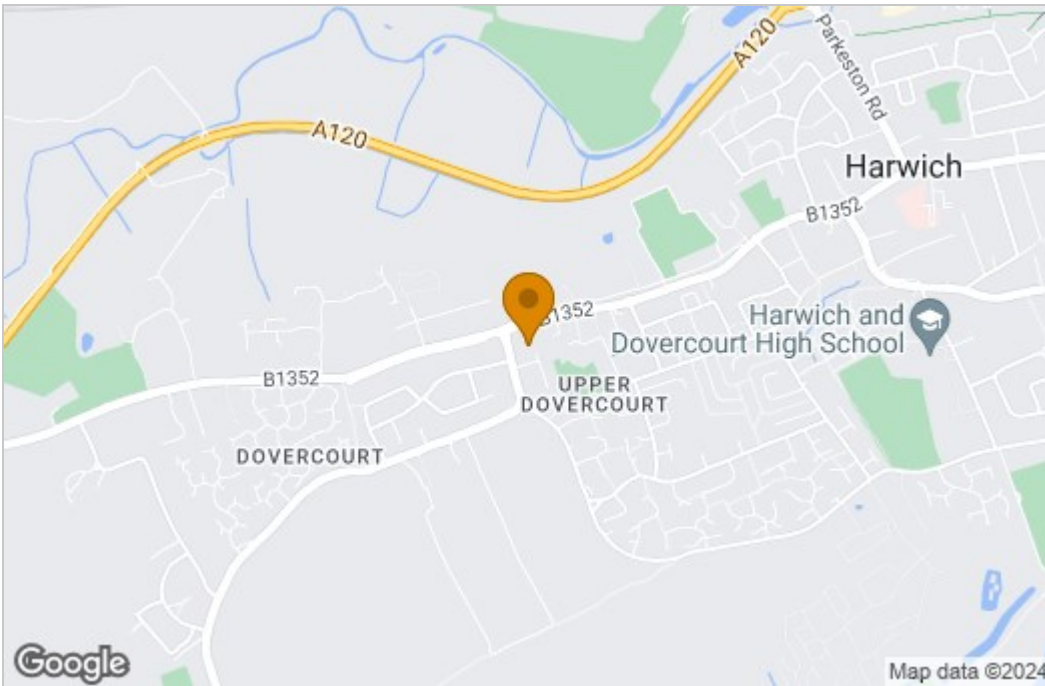 A120
Parkeston Rd
A120
Harwich
B1352
B1352
Harwich and
Dovercourt High School
B1352
UPPER
DOVERCOURT
DOVERCOURT
Google
Map data ©2024